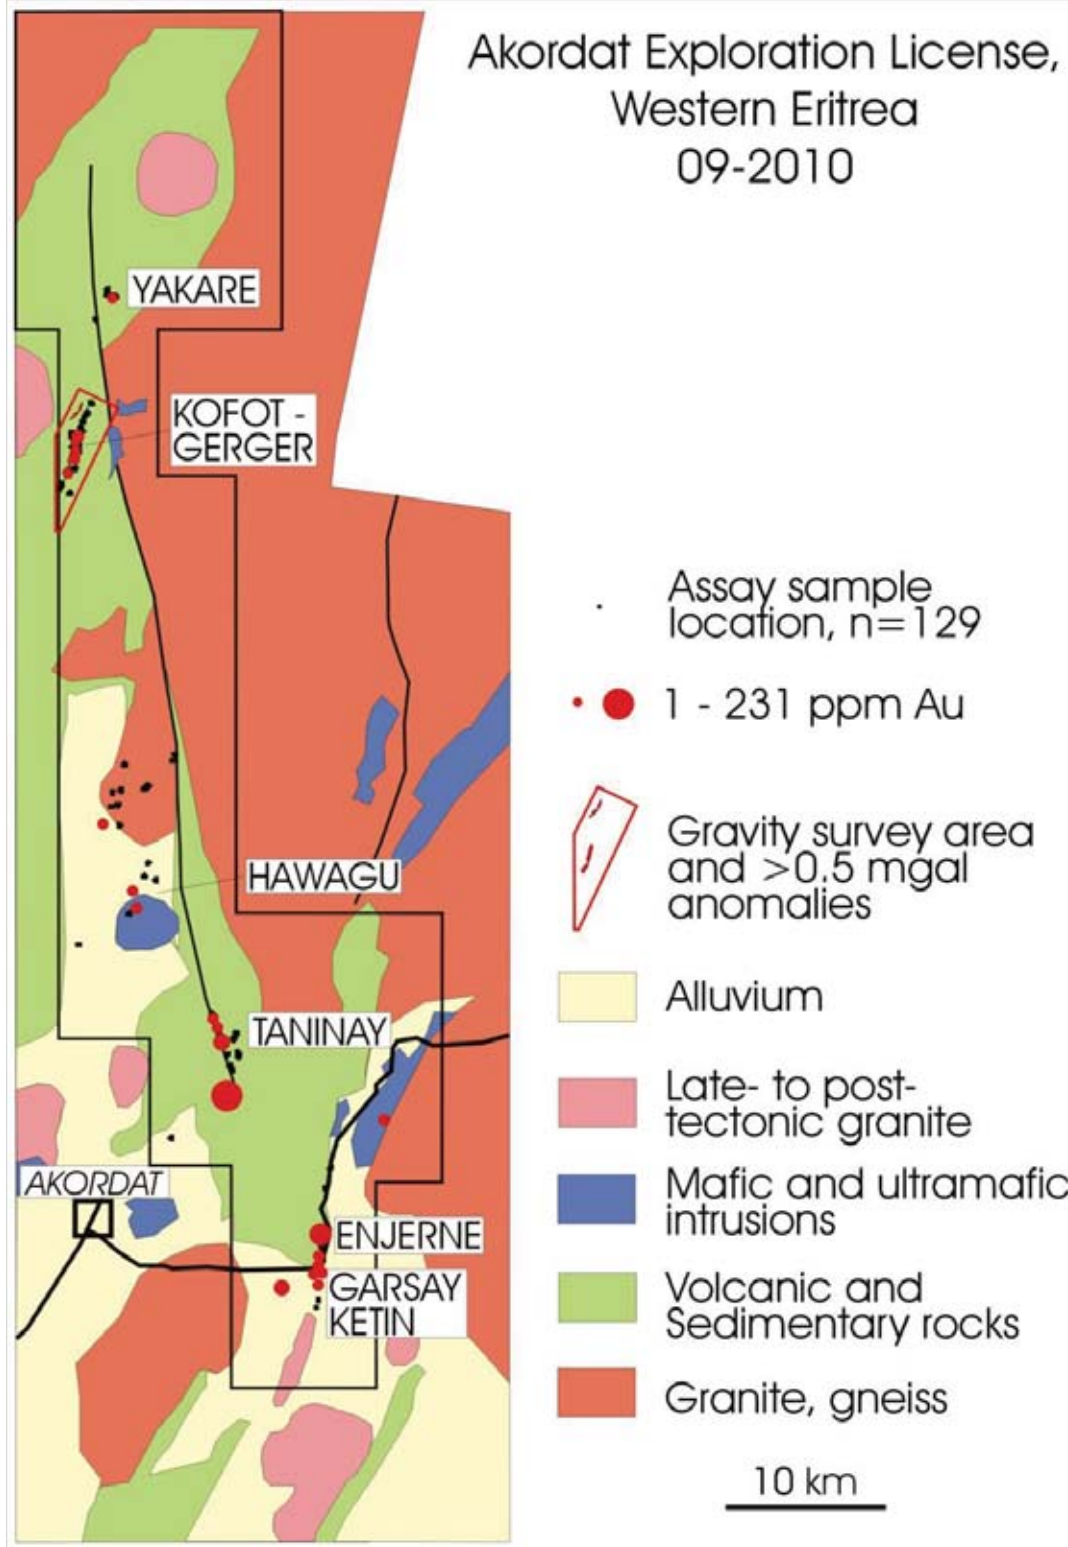 Akordat Exploration License,
Western Eritrea
09-2010
YAKARE
KOFOT -
GERGER
HAWAGU
TANINAY
AKORDAT
ENJERNE
GARSAY
KETIN
Assay sample
location, n=129
1 - 231 ppm Au
Gravity survey area
and >0.5 mgal
anomalies
Alluvium
Late- to post-
tectonic granite
Mafic and ultramafic
intrusions
Volcanic and
Sedimentary rocks
Granite, gneiss
10 km